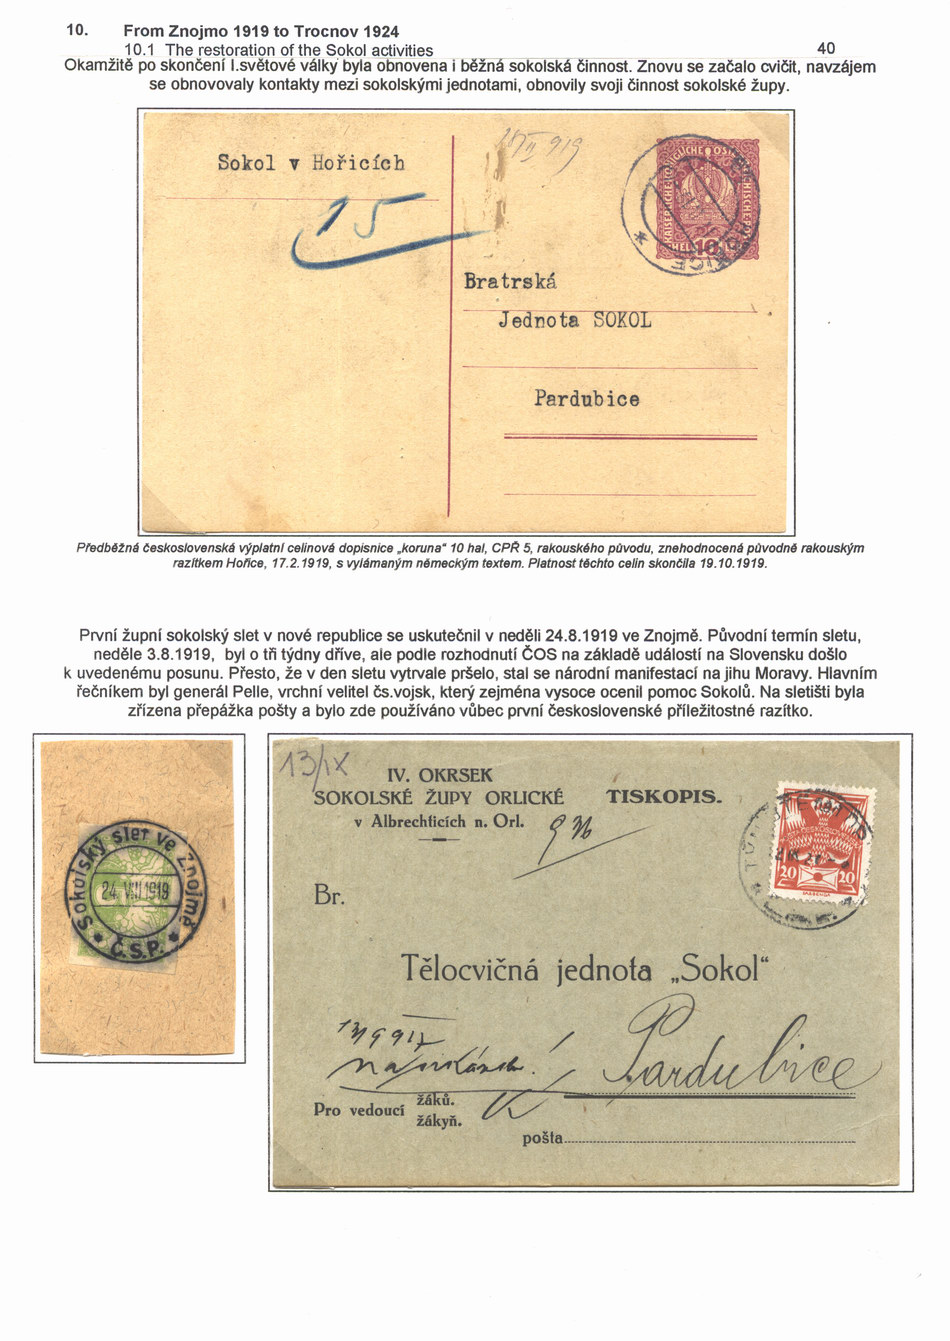 10. From Znojmo 1919 to Trocnov 1924
10.1 The restoration of the Sokol activities 40
Okamžitě po skončení I.světové války byla obnovena i běžná sokolská činnost. Znovu se začalo cvičit, navzájem
se obnovovaly kontakty mezi sokolskými jednotami, obnovily svoji činnost sokolské župy.
Sokol v Hořicích
15
Bratrská
Jednota SOKOL
Pardubice
Předběžná československá výplatní celinová dopisnice „koruna" 10 hal, CPŘ 5, rakouského původu, znehodnocená původně rakouským
razítkem Hořice, 17.2.1919, s vylámaným německým textem. Platnost těchto celin skončila 19.10.1919.
První župní sokolský slet v nové republice se uskutečnil v neděli 24.8.1919 ve Znojmě. Původní termín sletu,
neděle 3.8.1919, byl o tři týdny dříve, ale podle rozhodnutí ČOS na základě událostí na Slovensku došlo
k uvedenému posunu. Přesto, že v den sletu vytrvale pršelo, stal se národní manifestací na jihu Moravy. Hlavním
řečníkem byl generál Pelle, vrchní velitel čs.vojsk, který zejména vysoce ocenil pomoc Sokolů. Na sletišti byla
zřízena přepážka pošty a bylo zde používáno vůbec první československé příležitostné razítko.
Sokolský slet ve Znojmě
24. VIII 1919
* Č.S.P. *
13/IX
IV. OKRSEK
SOKOLSKÉ ŽUPY ORLICKÉ TISKOPIS.
v Albrechticích n. Orl.
20 20
Br.
Tělocvičná jednota „Sokol"
Pardubice
Pro vedoucí žáků.
žákyň.
pošta